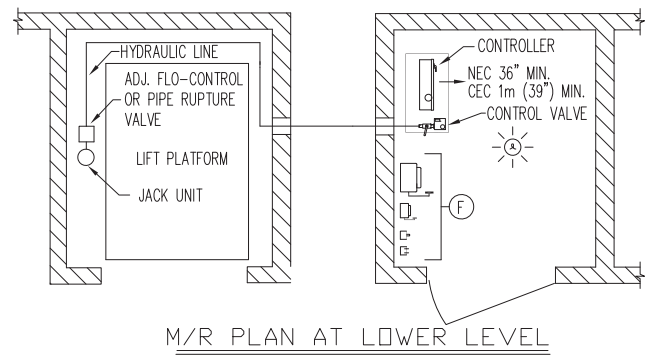 HYDRAULIC LINE
ADJ. FLO-CONTROL
OR PIPE RUPTURE
VALVE
LIFT PLATFORM
JACK UNIT
CONTROLLER
NEC 36" MIN.
CEC 1m (39") MIN.
CONTROL VALVE
F
M/R PLAN AT LOWER LEVEL